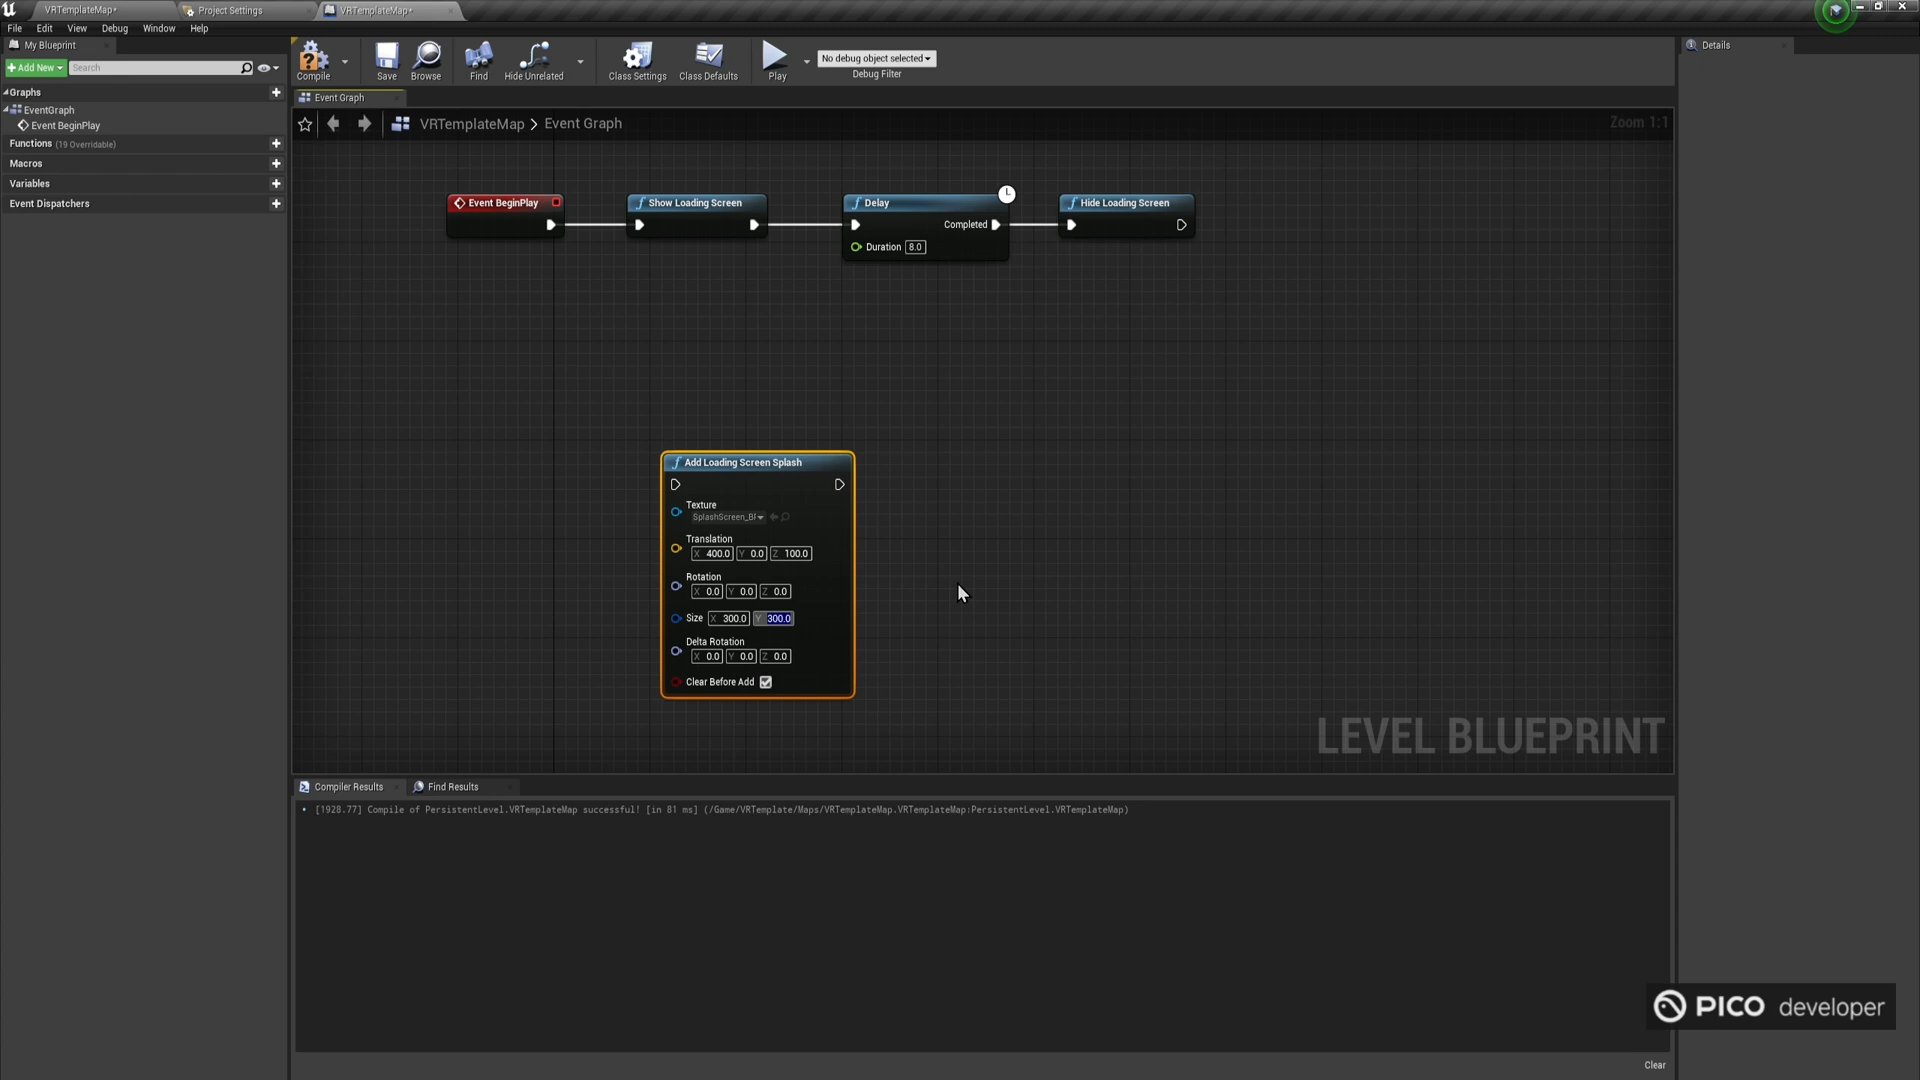 VRTemplateMap*
Project Settings
VRTemplateMap*
File Edit View Debug Window Help
My Blueprint
Details
Add New
Search
Compile
Save
Browse
Find
Hide Unrelated
Class Settings
Class Defaults
Play
No debug object selected
Debug Filter
Graphs
EventGraph
Event BeginPlay
Functions (19 Overridable)
Macros
Variables
Event Dispatchers
Event Graph
VRTemplateMap > Event Graph
Zoom 1:1
Event BeginPlay
Show Loading Screen
Delay
Completed
Duration 8.0
Hide Loading Screen
Add Loading Screen Splash
Texture
SplashScreen_BF
Translation
X 400.0 Y 0.0 Z 100.0
Rotation
X 0.0 Y 0.0 Z 0.0
Size X 300.0 Y 300.0
Delta Rotation
X 0.0 Y 0.0 Z 0.0
Clear Before Add
LEVEL BLUEPRINT
Compiler Results
Find Results
[1928.77] Compile of PersistentLevel.VRTemplateMap successful! [in 81 ms] (/Game/VRTemplate/Maps/VRTemplateMap.VRTemplateMap:PersistentLevel.VRTemplateMap)
PICO developer
Clear